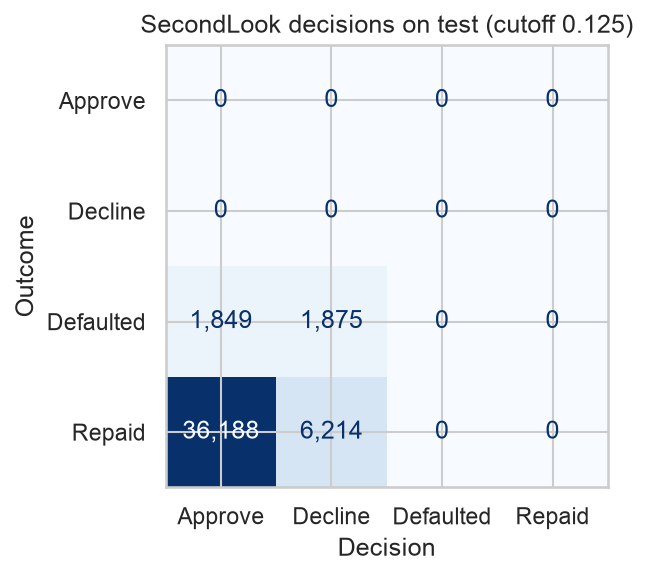 SecondLook decisions on test (cutoff 0.125)
Approve 0 0 0 0
Decline 0 0 0 0
Defaulted 1,849 1,875 0 0
Repaid 36,188 6,214 0 0
Approve Decline Defaulted Repaid
Decision
Outcome